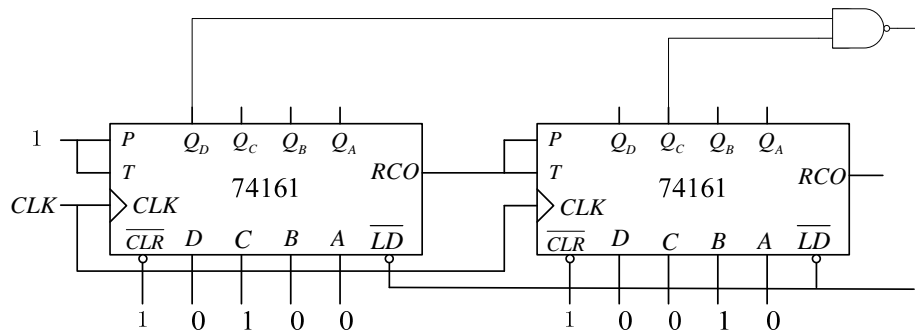 1 P Q_D Q_C Q_B Q_A P Q_D Q_C Q_B Q_A
T RCO T RCO
74161 74161
CLK CLK CLK
CLR D C B A LD CLR D C B A LD
1 0 1 0 0 1 0 0 1 0